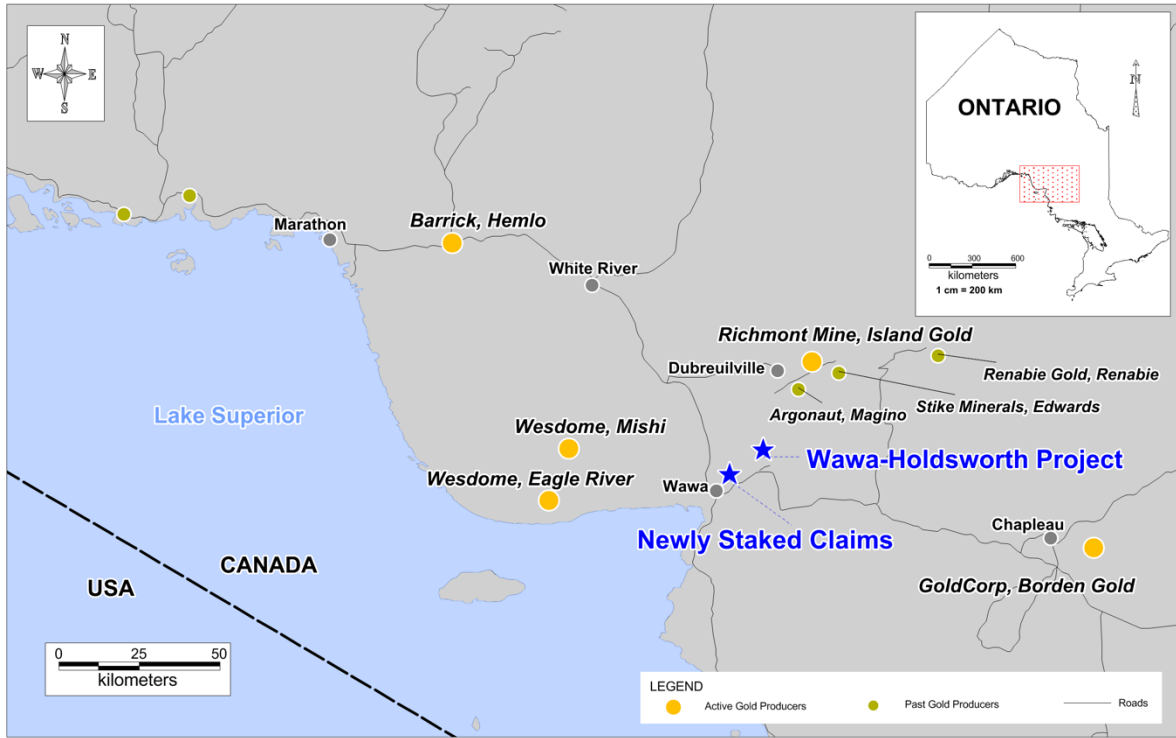 N
W E
S
ONTARIO
N
0 300 600
kilometers
1 cm = 200 km
Marathon
Barrick, Hemlo
White River
Richmont Mine, Island Gold
Dubreuilville
Renabie Gold, Renabie
Stike Minerals, Edwards
Argonaut, Magino
Lake Superior
Wesdome, Mishi
Wawa-Holdsworth Project
Wesdome, Eagle River
Wawa
Newly Staked Claims
Chapleau
CANADA
USA
GoldCorp, Borden Gold
0 25 50
kilometers
LEGEND
Active Gold Producers
Past Gold Producers
Roads